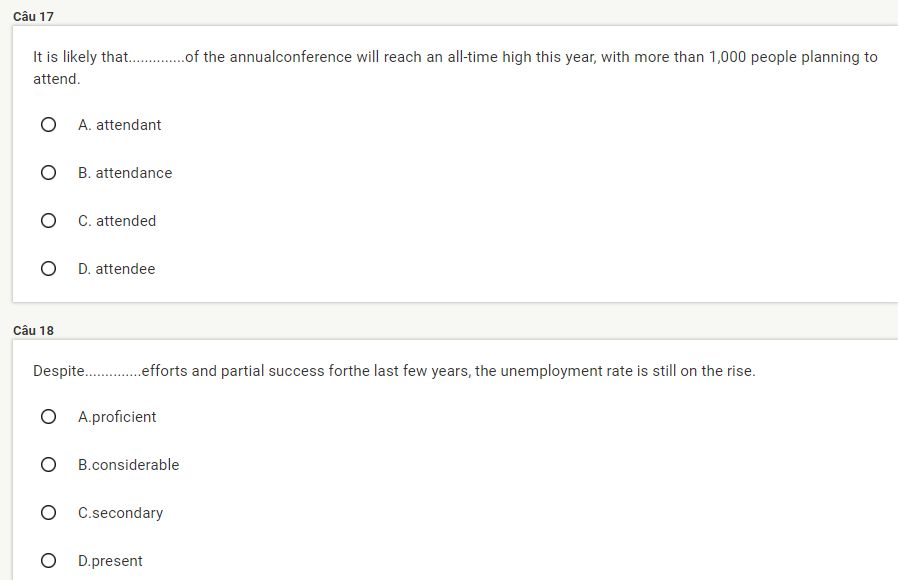 Câu 17
It is likely that..............of the annualconference will reach an all-time high this year, with more than 1,000 people planning to
attend.
A. attendant
B. attendance
C. attended
D. attendee
Câu 18
Despite..............efforts and partial success forthe last few years, the unemployment rate is still on the rise.
A.proficient
B.considerable
C.secondary
D.present